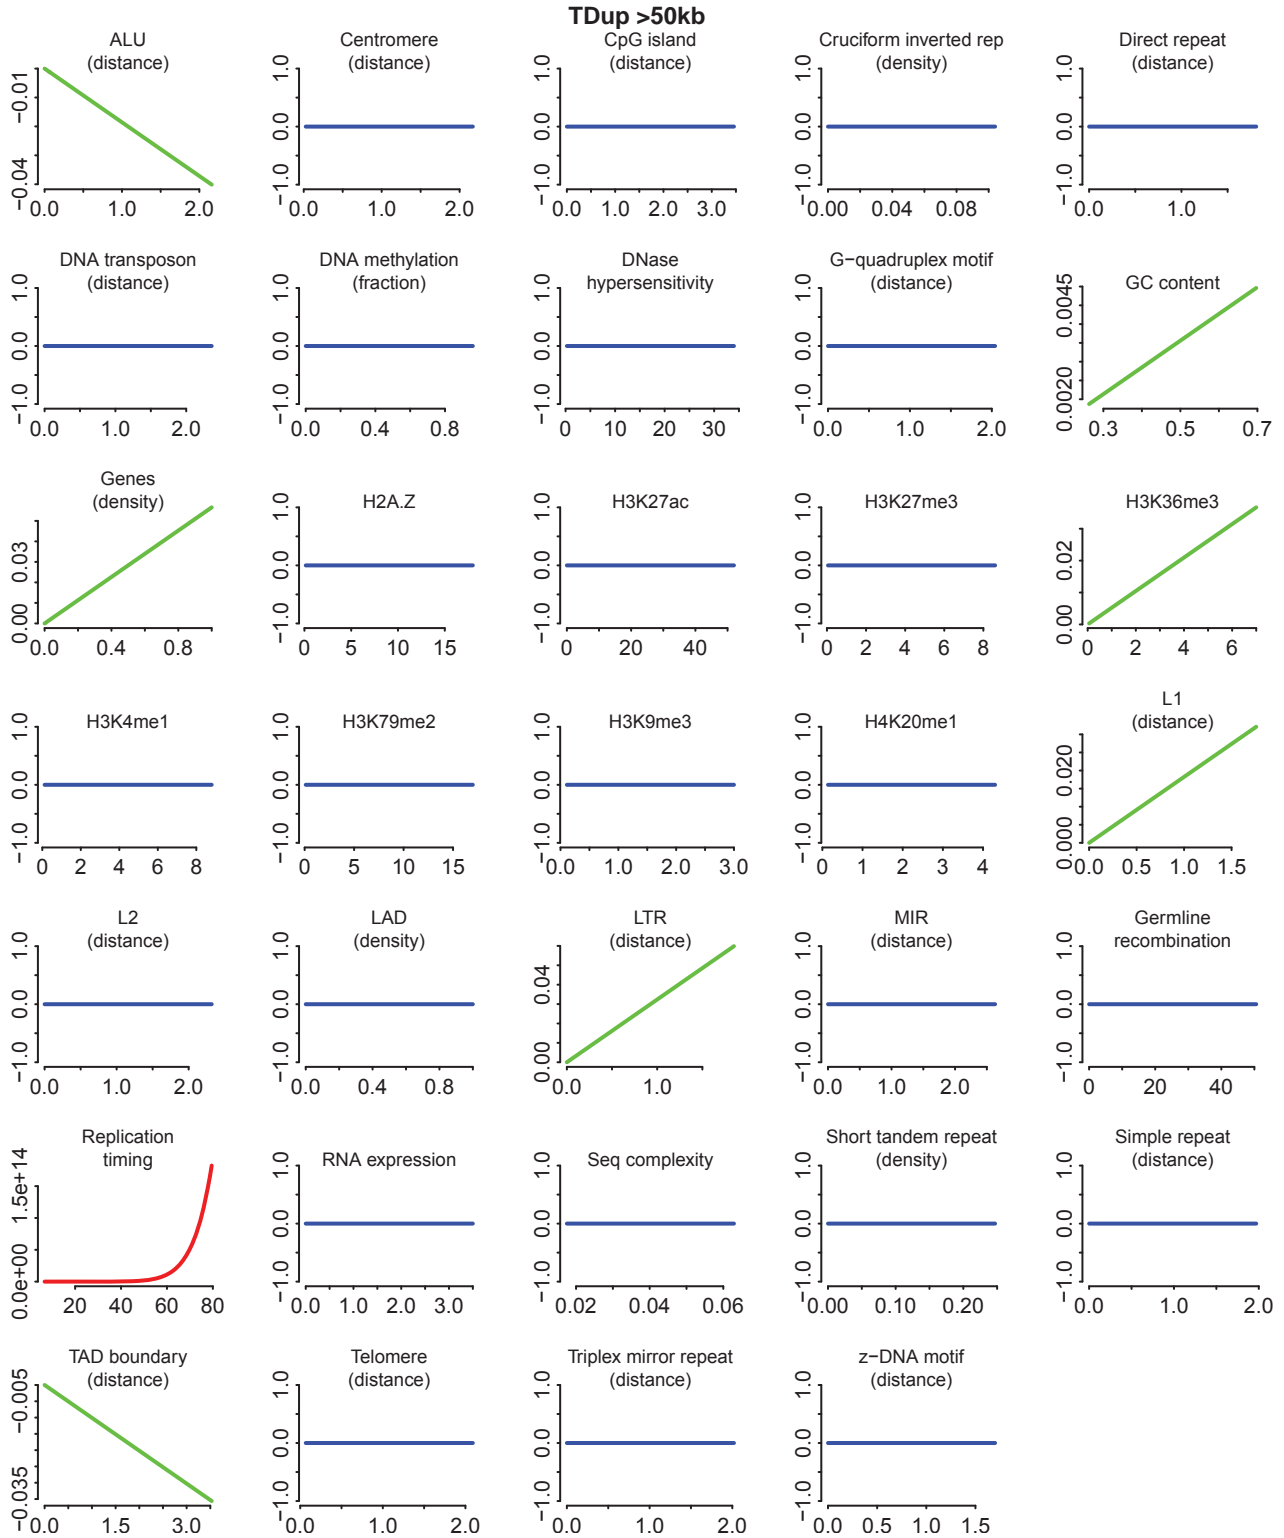 TDup >50kb
ALU
(distance)
−0.01
−0.04
0.0 1.0 2.0
Centromere
(distance)
1.0
0.0
−1.0
0.0 1.0 2.0
CpG island
(distance)
1.0
0.0
−1.0
0.0 1.0 2.0 3.0
Cruciform inverted rep
(density)
1.0
0.0
−1.0
0.00 0.04 0.08
Direct repeat
(distance)
1.0
0.0
−1.0
0.0 1.0
DNA transposon
(distance)
1.0
0.0
−1.0
0.0 1.0 2.0
DNA methylation
(fraction)
1.0
0.0
−1.0
0.0 0.4 0.8
DNase
hypersensitivity
1.0
0.0
−1.0
0 10 20 30
G−quadruplex motif
(distance)
1.0
0.0
−1.0
0.0 1.0 2.0
GC content
0.0045
0.0020
0.3 0.5 0.7
Genes
(density)
0.03
0.00
0.0 0.4 0.8
H2A.Z
1.0
0.0
−1.0
0 5 10 15
H3K27ac
1.0
0.0
−1.0
0 20 40
H3K27me3
1.0
0.0
−1.0
0 2 4 6 8
H3K36me3
0.02
0.00
0 2 4 6
H3K4me1
1.0
0.0
−1.0
0 2 4 6 8
H3K79me2
1.0
0.0
−1.0
0 5 10 15
H3K9me3
1.0
0.0
−1.0
0.0 1.0 2.0 3.0
H4K20me1
1.0
0.0
−1.0
0 1 2 3 4
L1
(distance)
0.020
0.000
0.0 0.5 1.0 1.5
L2
(distance)
1.0
0.0
−1.0
0.0 1.0 2.0
LAD
(density)
1.0
0.0
−1.0
0.0 0.4 0.8
LTR
(distance)
0.04
0.00
0.0 1.0
MIR
(distance)
1.0
0.0
−1.0
0.0 1.0 2.0
Germline
recombination
1.0
0.0
−1.0
0 20 40
Replication
timing
1.5e+14
0.0e+00
20 40 60 80
RNA expression
1.0
0.0
−1.0
0.0 1.0 2.0 3.0
Seq complexity
1.0
0.0
−1.0
0.02 0.04 0.06
Short tandem repeat
(density)
1.0
0.0
−1.0
0.00 0.10 0.20
Simple repeat
(distance)
1.0
0.0
−1.0
0.0 1.0 2.0
TAD boundary
(distance)
−0.005
−0.035
0.0 1.5 3.0
Telomere
(distance)
1.0
0.0
−1.0
0.0 1.0 2.0
Triplex mirror repeat
(distance)
1.0
0.0
−1.0
0.0 1.0 2.0
z−DNA motif
(distance)
1.0
0.0
−1.0
0.0 0.5 1.0 1.5